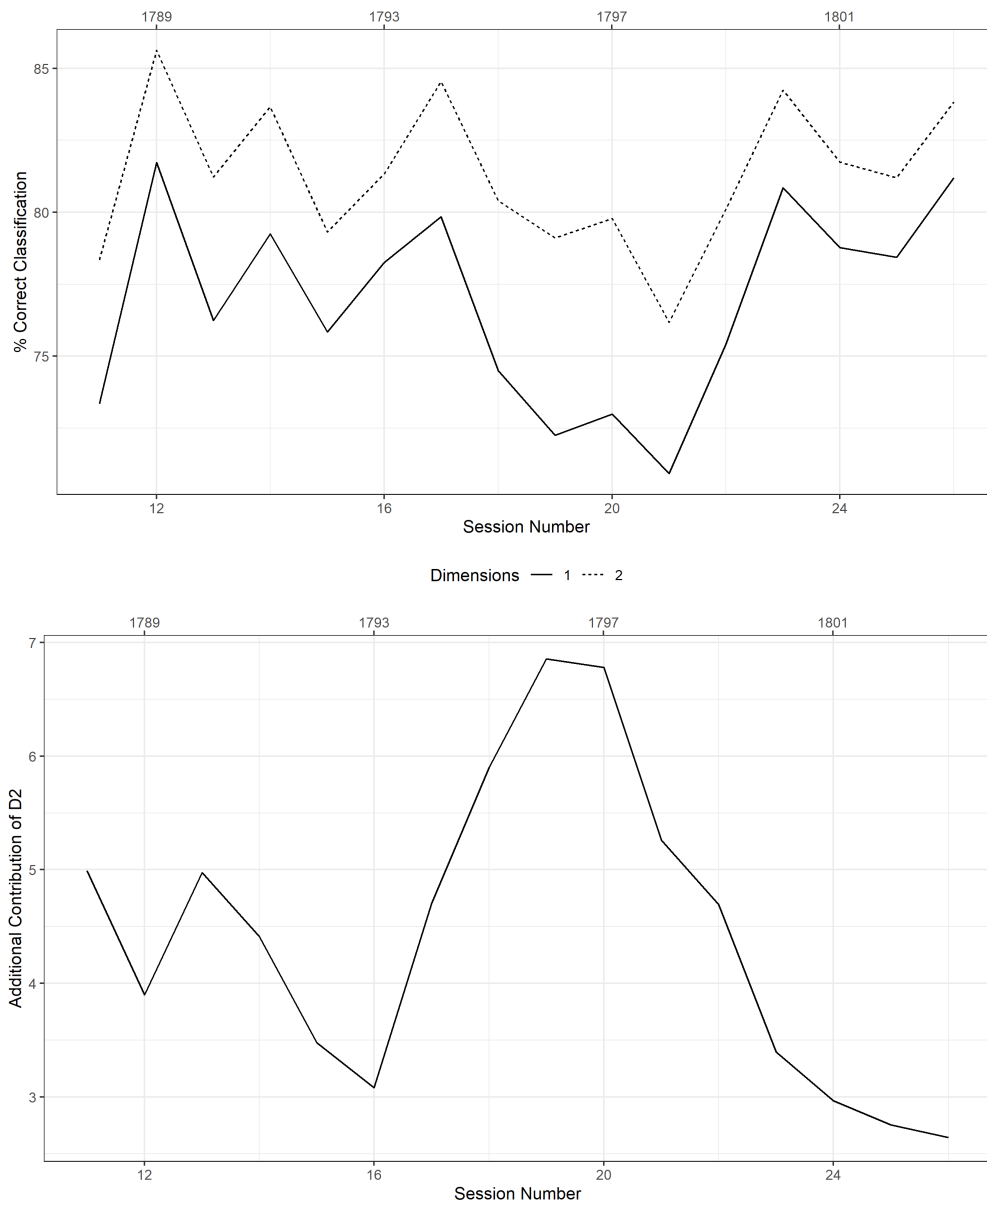 1789 1793 1797 1801
85
80
75
% Correct Classification
12 16 20 24
Session Number
Dimensions 1 2
1789 1793 1797 1801
7
6
5
4
3
Additional Contribution of D2
12 16 20 24
Session Number